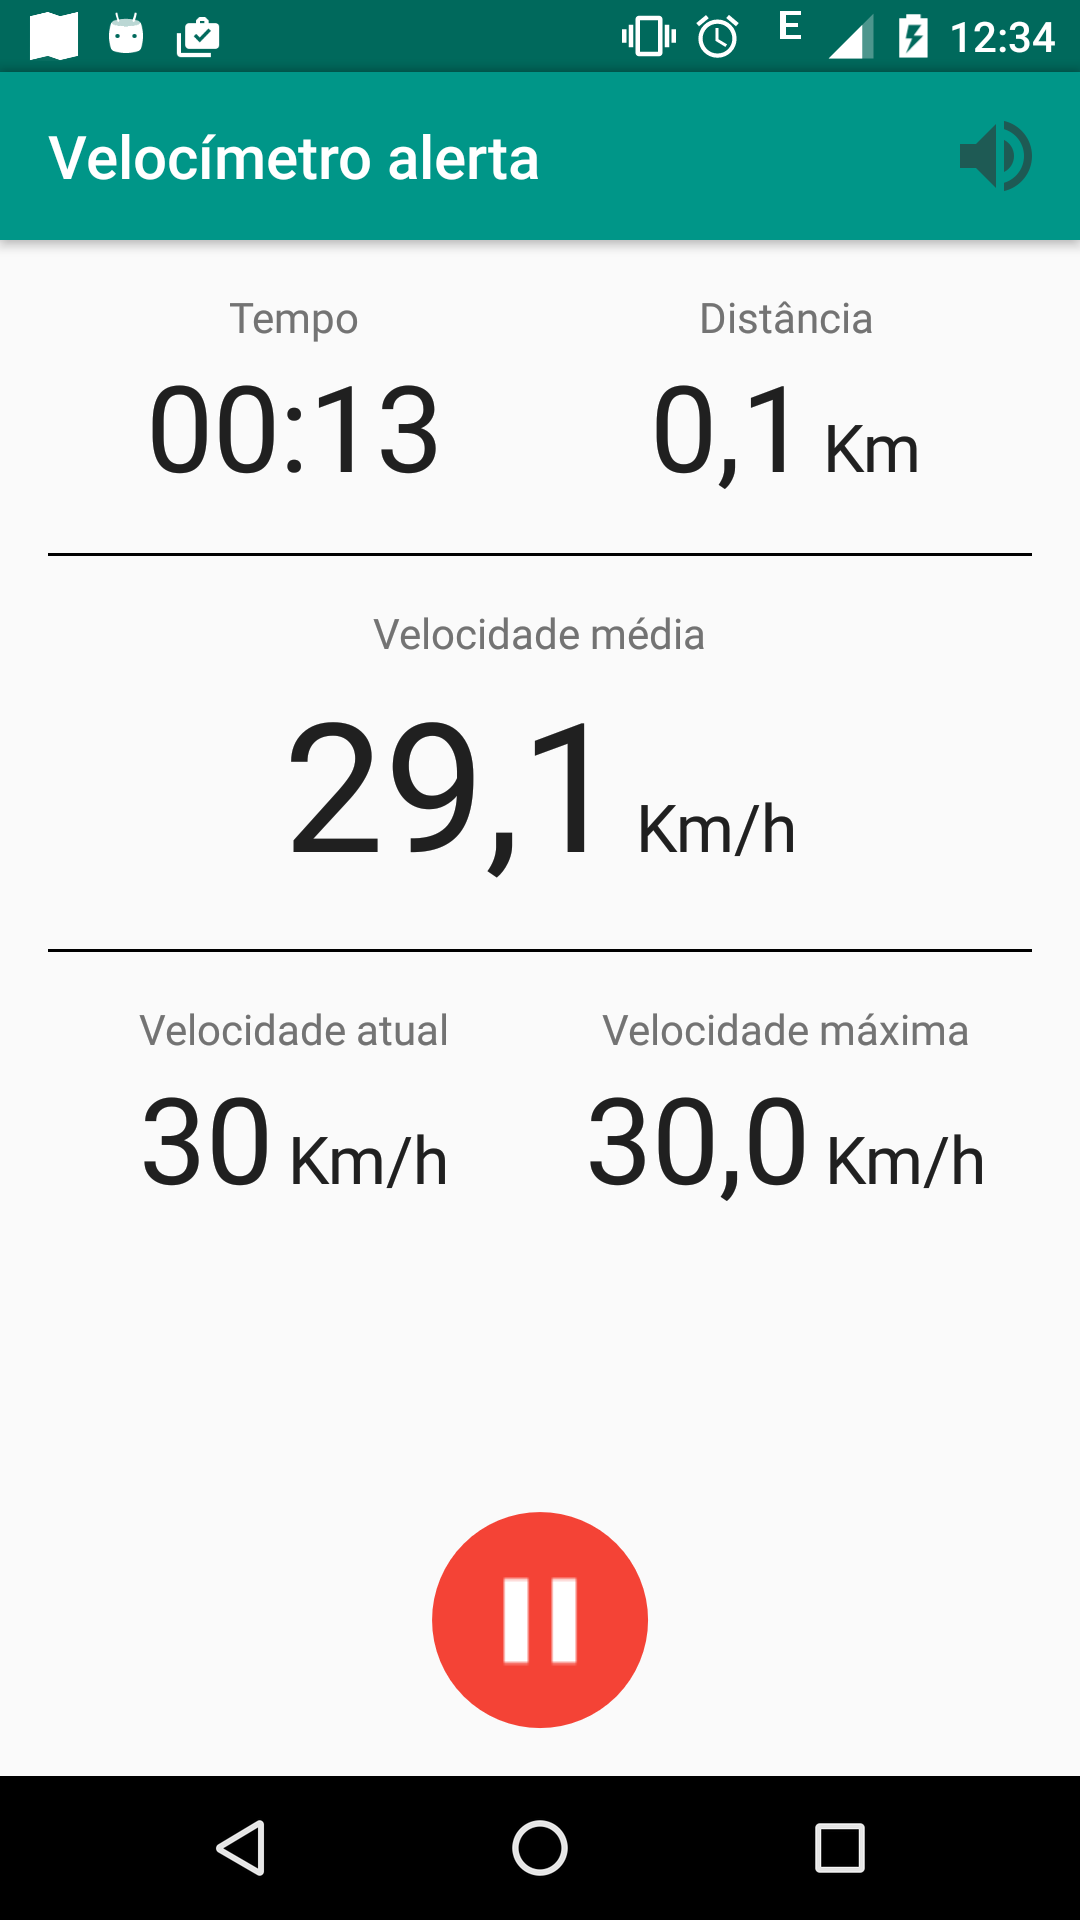 E 12:34
Velocímetro alerta
Tempo Distância
00:13 0,1 Km
Velocidade média
29,1 Km/h
Velocidade atual Velocidade máxima
30 Km/h 30,0 Km/h